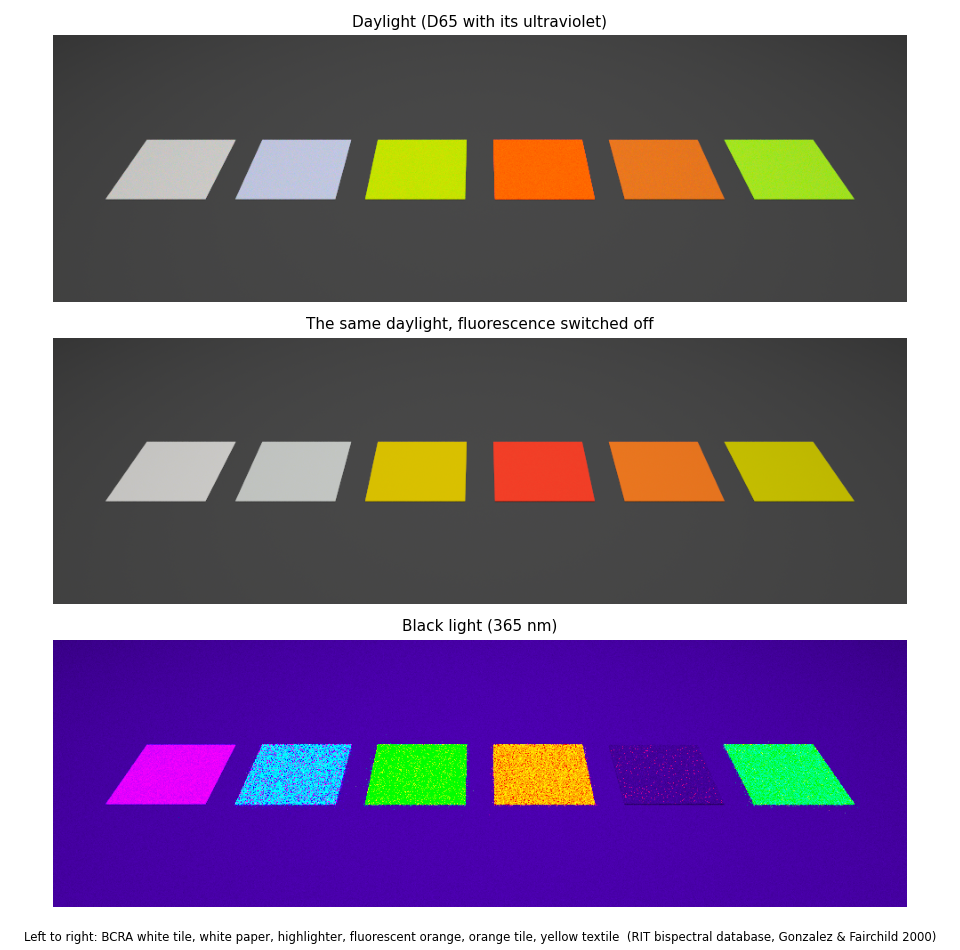 Daylight (D65 with its ultraviolet)
The same daylight, fluorescence switched off
Black light (365 nm)
Left to right: BCRA white tile, white paper, highlighter, fluorescent orange, orange tile, yellow textile  (RIT bispectral database, Gonzalez & Fairchild 2000)